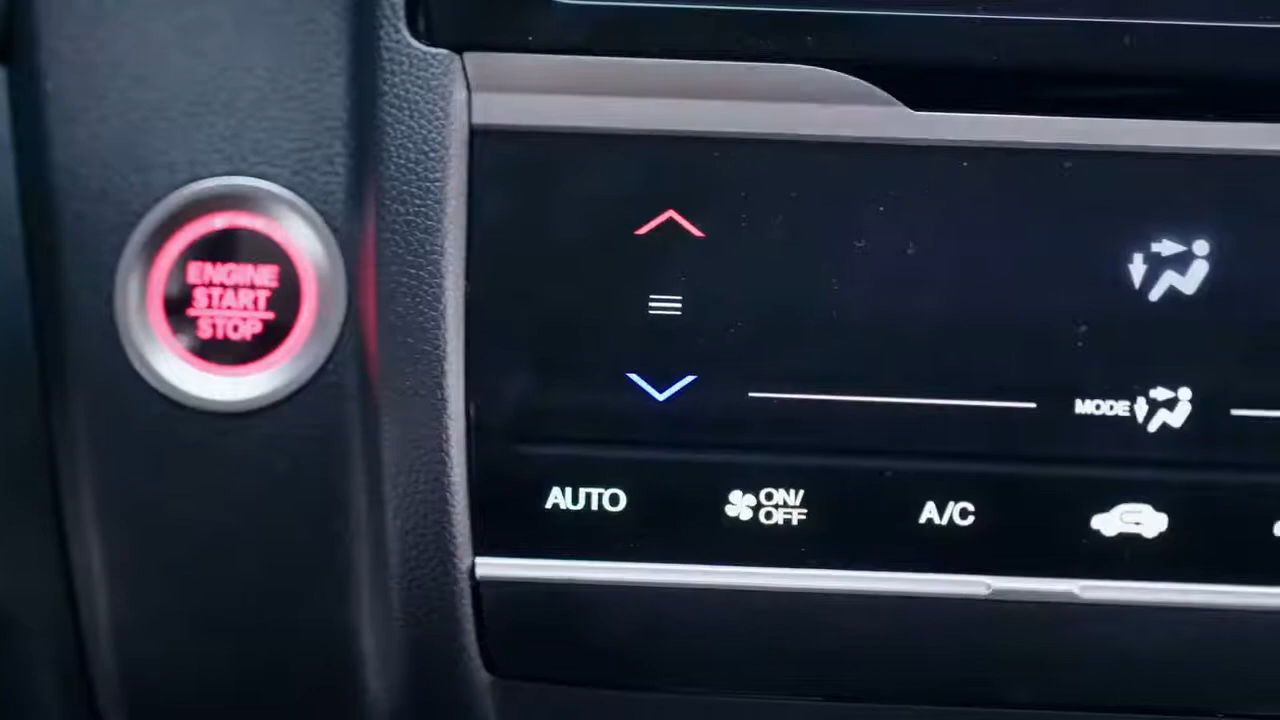 ENGINE
START
STOP
MODE
AUTO
ON/
OFF
A/C